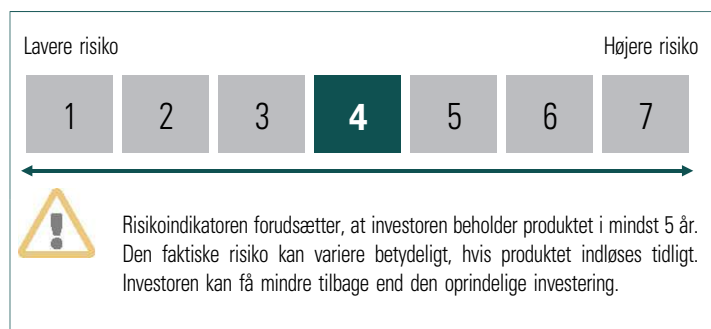 Lavere risiko Højere risiko
1 2 3 4 5 6 7
Risikoindikatoren forudsætter, at investoren beholder produktet i mindst 5 år.
Den faktiske risiko kan variere betydeligt, hvis produktet indløses tidligt.
Investoren kan få mindre tilbage end den oprindelige investering.